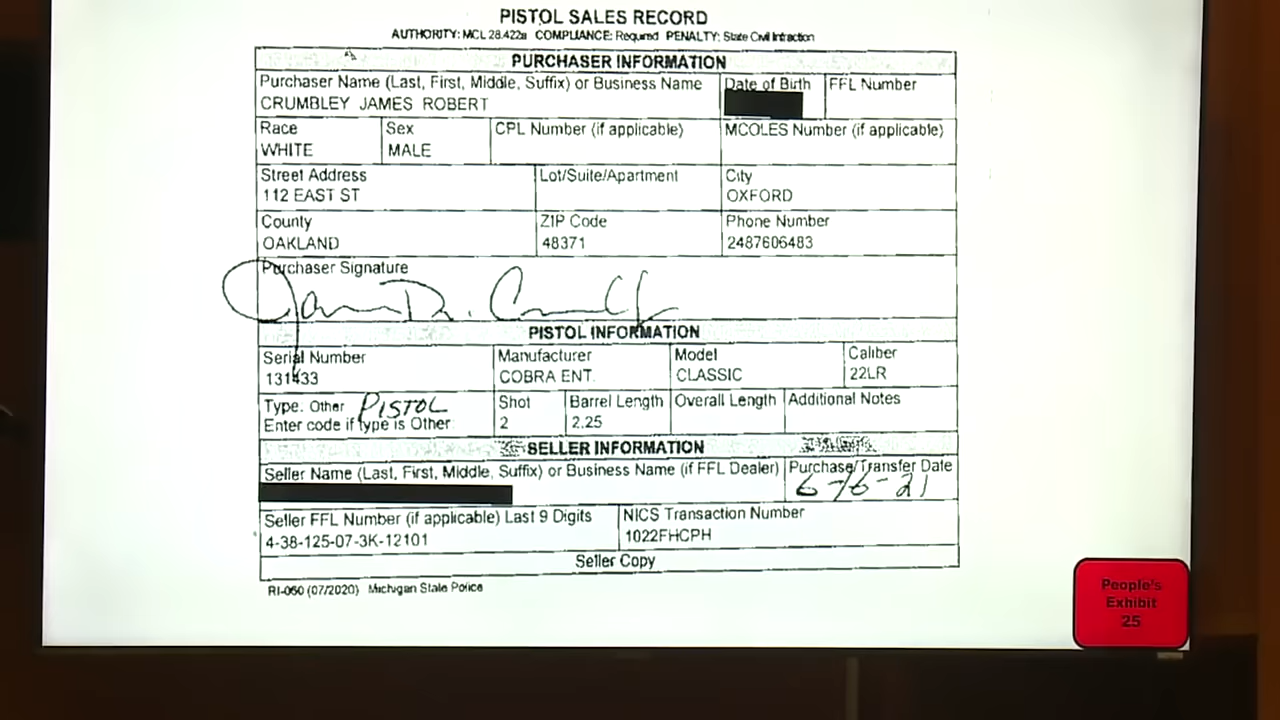 PISTOL SALES RECORD
AUTHORITY: MCL 28.422a COMPLIANCE: Required PENALTY: State Civil Infraction
PURCHASER INFORMATION
Purchaser Name (Last, First, Middle, Suffix) or Business Name Date of Birth FFL Number
CRUMBLEY JAMES ROBERT
Race Sex CPL Number (if applicable) MCOLES Number (if applicable)
WHITE MALE
Street Address Lot/Suite/Apartment City
112 EAST ST OXFORD
County ZIP Code Phone Number
OAKLAND 48371 2487606483
Purchaser Signature
PISTOL INFORMATION
Serial Number Manufacturer Model Caliber
131433 COBRA ENT. CLASSIC 22LR
Type. Other PISTOL Shot Barrel Length Overall Length Additional Notes
Enter code if type is Other: 2 2.25
SELLER INFORMATION
Seller Name (Last, First, Middle, Suffix) or Business Name (if FFL Dealer) Purchase/Transfer Date
6-16-21
Seller FFL Number (if applicable) Last 9 Digits NICS Transaction Number
4-38-125-07-3K-12101 1022FHCPH
Seller Copy
RI-060 (07/2020) Michigan State Police
People's
Exhibit
25